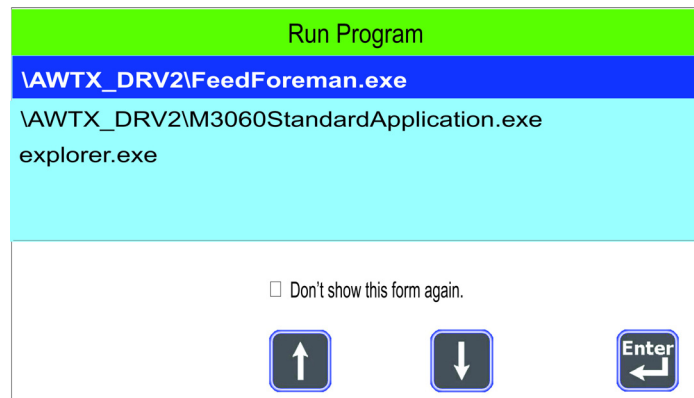 Run Program
\AWTX_DRV2\FeedForeman.exe
\AWTX_DRV2\M3060StandardApplication.exe
explorer.exe
Don't show this form again.
Enter